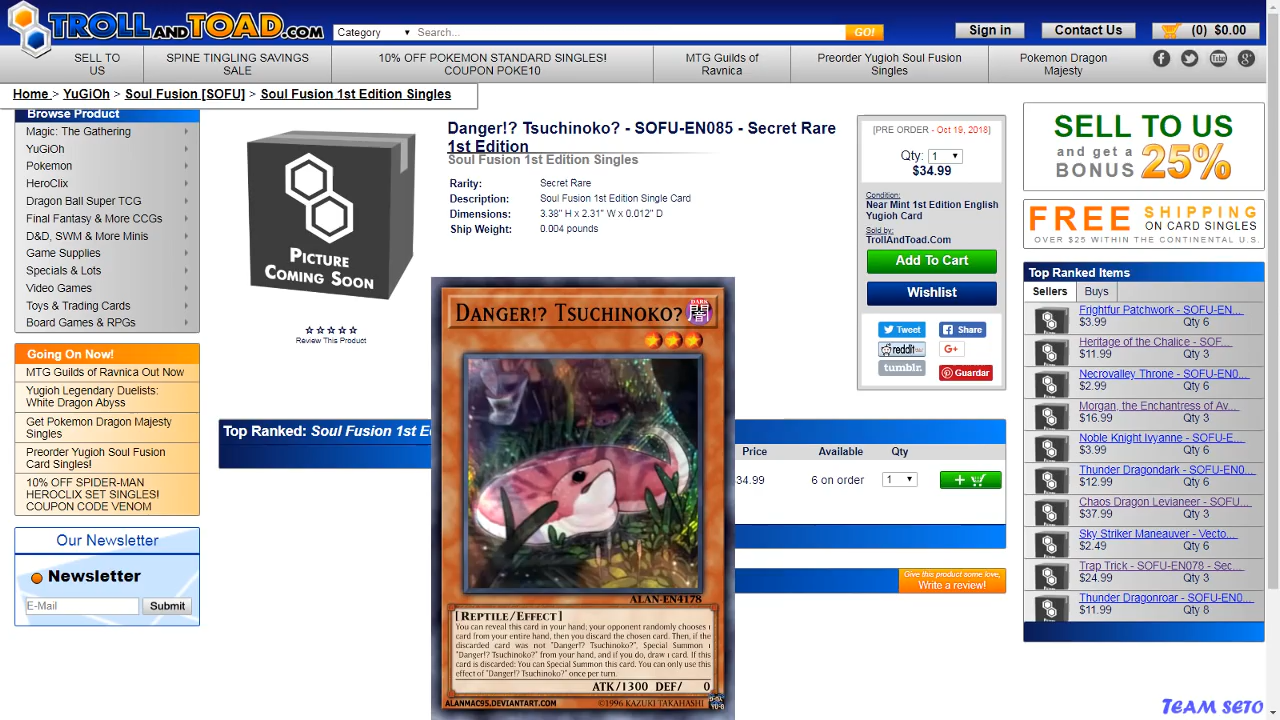 TROLL AND TOAD.COM
Category
Search...
GO!
Sign in
Contact Us
(0) $0.00
SELL TO
US
SPINE TINGLING SAVINGS
SALE
10% OFF POKEMON STANDARD SINGLES!
COUPON POKE10
MTG Guilds of
Ravnica
Preorder Yugioh Soul Fusion
Singles
Pokemon Dragon
Majesty
Home > YuGiOh > Soul Fusion [SOFU] > Soul Fusion 1st Edition Singles
Browse Product
Magic: The Gathering
YuGiOh
Pokemon
HeroClix
Dragon Ball Super TCG
Final Fantasy & More CCGs
D&D, SWM & More Minis
Game Supplies
Specials & Lots
Video Games
Toys & Trading Cards
Board Games & RPGs
Going On Now!
MTG Guilds of Ravnica Out Now
Yugioh Legendary Duelists:
White Dragon Abyss
Get Pokemon Dragon Majesty
Singles
Preorder Yugioh Soul Fusion
Card Singles!
10% OFF SPIDER-MAN
HEROCLIX SET SINGLES!
COUPON CODE VENOM
Our Newsletter
Newsletter
E-Mail
Submit
PICTURE
COMING SOON
Review This Product
Danger!? Tsuchinoko? - SOFU-EN085 - Secret Rare
1st Edition
Soul Fusion 1st Edition Singles
Rarity: Secret Rare
Description: Soul Fusion 1st Edition Single Card
Dimensions: 3.38" H x 2.31" W x 0.012" D
Ship Weight: 0.004 pounds
[PRE ORDER - Oct 19, 2018]
Qty: 1
$34.99
Condition:
Near Mint 1st Edition English
Yugioh Card
Sold by:
TrollAndToad.Com
Add To Cart
Wishlist
Tweet
Share
reddit
G+
tumblr.
Guardar
Top Ranked: Soul Fusion 1st E
Price
Available
Qty
34.99
6 on order
1
Give this product some love,
Write a review!
DANGER!? TSUCHINOKO?
DARK
闇
ALAN-EN4178
[REPTILE/EFFECT]
You can reveal this card in your hand; your opponent randomly chooses 1
card from your entire hand, then you discard the chosen card. Then, if the
discarded card was not "Danger!? Tsuchinoko?", Special Summon 1
"Danger!? Tsuchinoko?" from your hand, and if you do, draw 1 card. If this
card is discarded: You can Special Summon this card. You can only use this
effect of "Danger!? Tsuchinoko?" once per turn.
ATK/1300 DEF/ 0
ALANMAC95.DEVIANTART.COM
©1996 KAZUKI TAKAHASHI
SELL TO US
and get a
BONUS 25%
FREE SHIPPING
ON CARD SINGLES
OVER $25 WITHIN THE CONTINENTAL U.S.
Top Ranked Items
Sellers
Buys
Frightfur Patchwork - SOFU-EN...
$3.99 Qty 6
Heritage of the Chalice - SOF...
$11.99 Qty 3
Necrovalley Throne - SOFU-EN0...
$2.99 Qty 6
Morgan, the Enchantress of Av...
$16.99 Qty 3
Noble Knight Ivyanne - SOFU-E...
$3.99 Qty 6
Thunder Dragondark - SOFU-EN0...
$12.99 Qty 6
Chaos Dragon Levianeer - SOFU...
$37.99 Qty 3
Sky Striker Maneuver - Vecto...
$2.49 Qty 6
Trap Trick - SOFU-EN078 - Sec...
$24.99 Qty 3
Thunder Dragonroar - SOFU-EN0...
$11.99 Qty 8
TEAM SETO